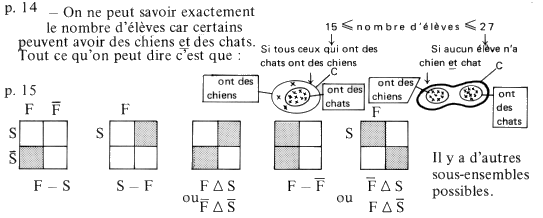 p. 14 – On ne peut savoir exactement
le nombre d'élèves car certains
peuvent avoir des chiens et des chats.
Tout ce qu'on peut dire c'est que :
15 ⩽ nombre d'élèves ⩽ 27
Si tous ceux qui ont des
chats ont des chiens
Si aucun élève n'a
chien et chat
C
ont des
chiens
ont des
chats
C
ont des
chiens
ont
des
chats
p. 15
F F̅
F
F
S
S
S̅
F – S
S – F
F Δ S
ou F̅ Δ S̅
F – F̅
ou
F̅ Δ S
F Δ S̅
Il y a d'autres
sous-ensembles
possibles.